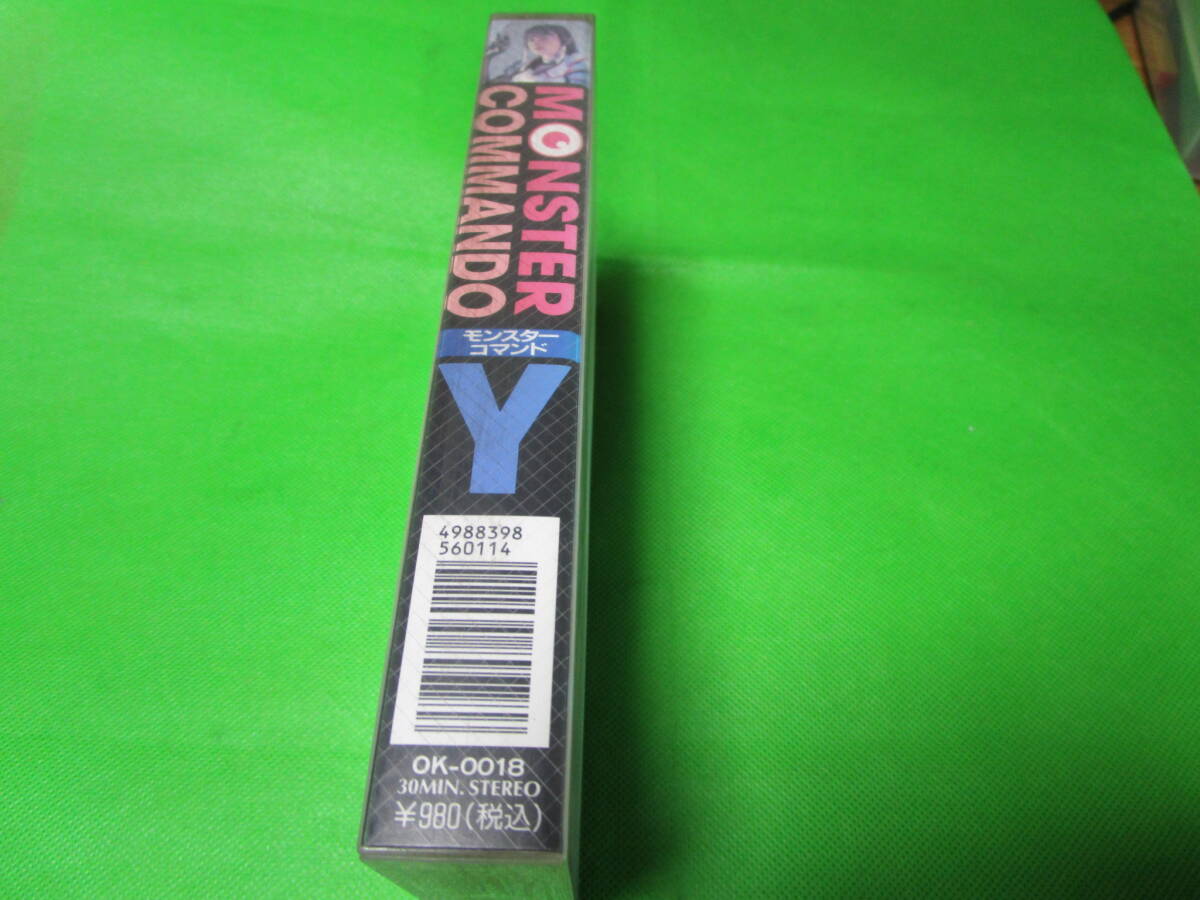 MONSTER
COMMANDO
モンスター
コマンド
Y
4988398
560114
OK-0018
30MIN. STEREO
¥980(税込)